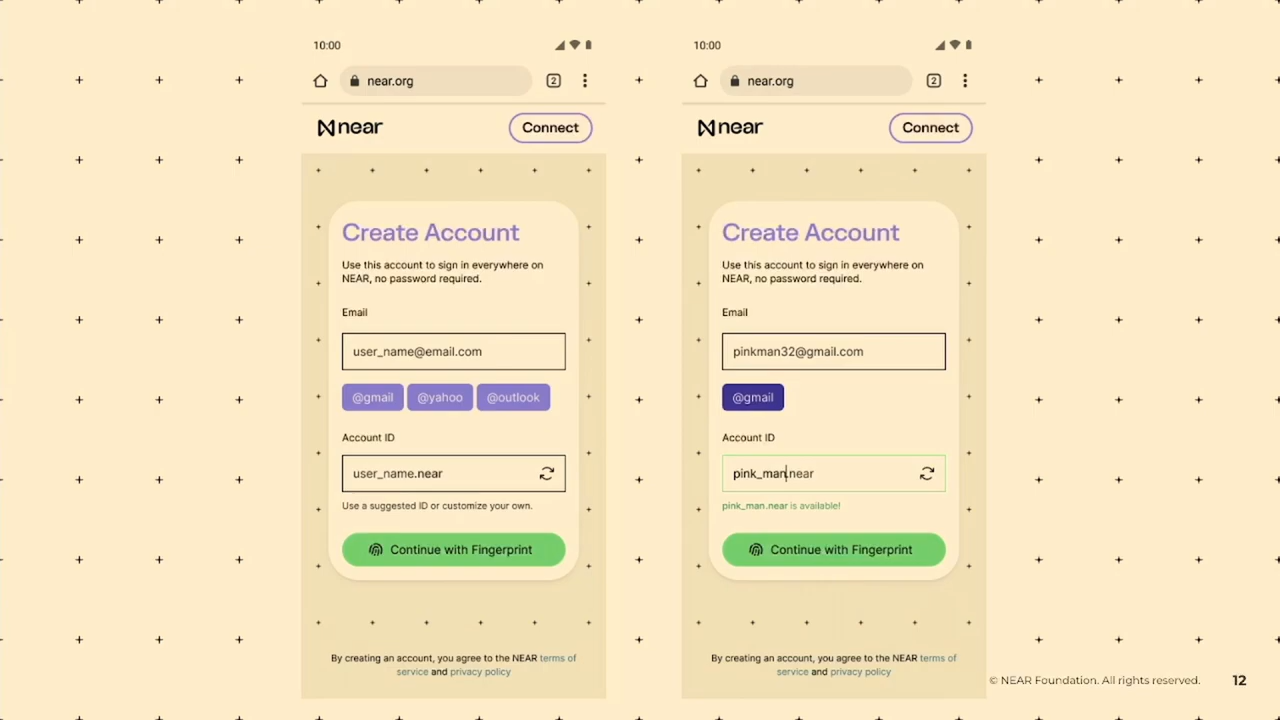 10:00
near.org
2
near
Connect
Create Account
Use this account to sign in everywhere on
NEAR, no password required.
Email
user_name@email.com
@gmail
@yahoo
@outlook
Account ID
user_name.near
Use a suggested ID or customize your own.
Continue with Fingerprint
By creating an account, you agree to the NEAR terms of
service and privacy policy
10:00
near.org
2
near
Connect
Create Account
Use this account to sign in everywhere on
NEAR, no password required.
Email
pinkman32@gmail.com
@gmail
Account ID
pink_man.near
pink_man.near is available!
Continue with Fingerprint
By creating an account, you agree to the NEAR terms of
service and privacy policy
© NEAR Foundation. All rights reserved.
12